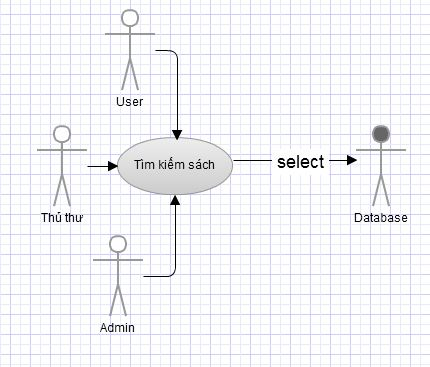 User
Tìm kiếm sách
select
Thủ thư
Database
Admin